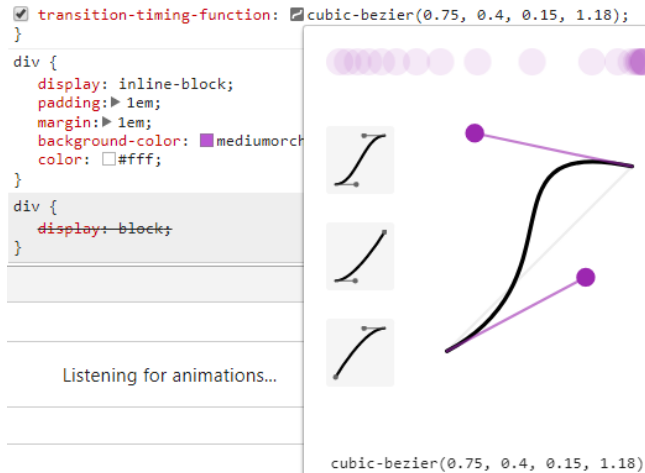 transition-timing-function: cubic-bezier(0.75, 0.4, 0.15, 1.18);
}
div {
display: inline-block;
padding: 1em;
margin: 1em;
background-color: mediumorch
color: #fff;
}
div {
display: block;
}
Listening for animations...
cubic-bezier(0.75, 0.4, 0.15, 1.18)